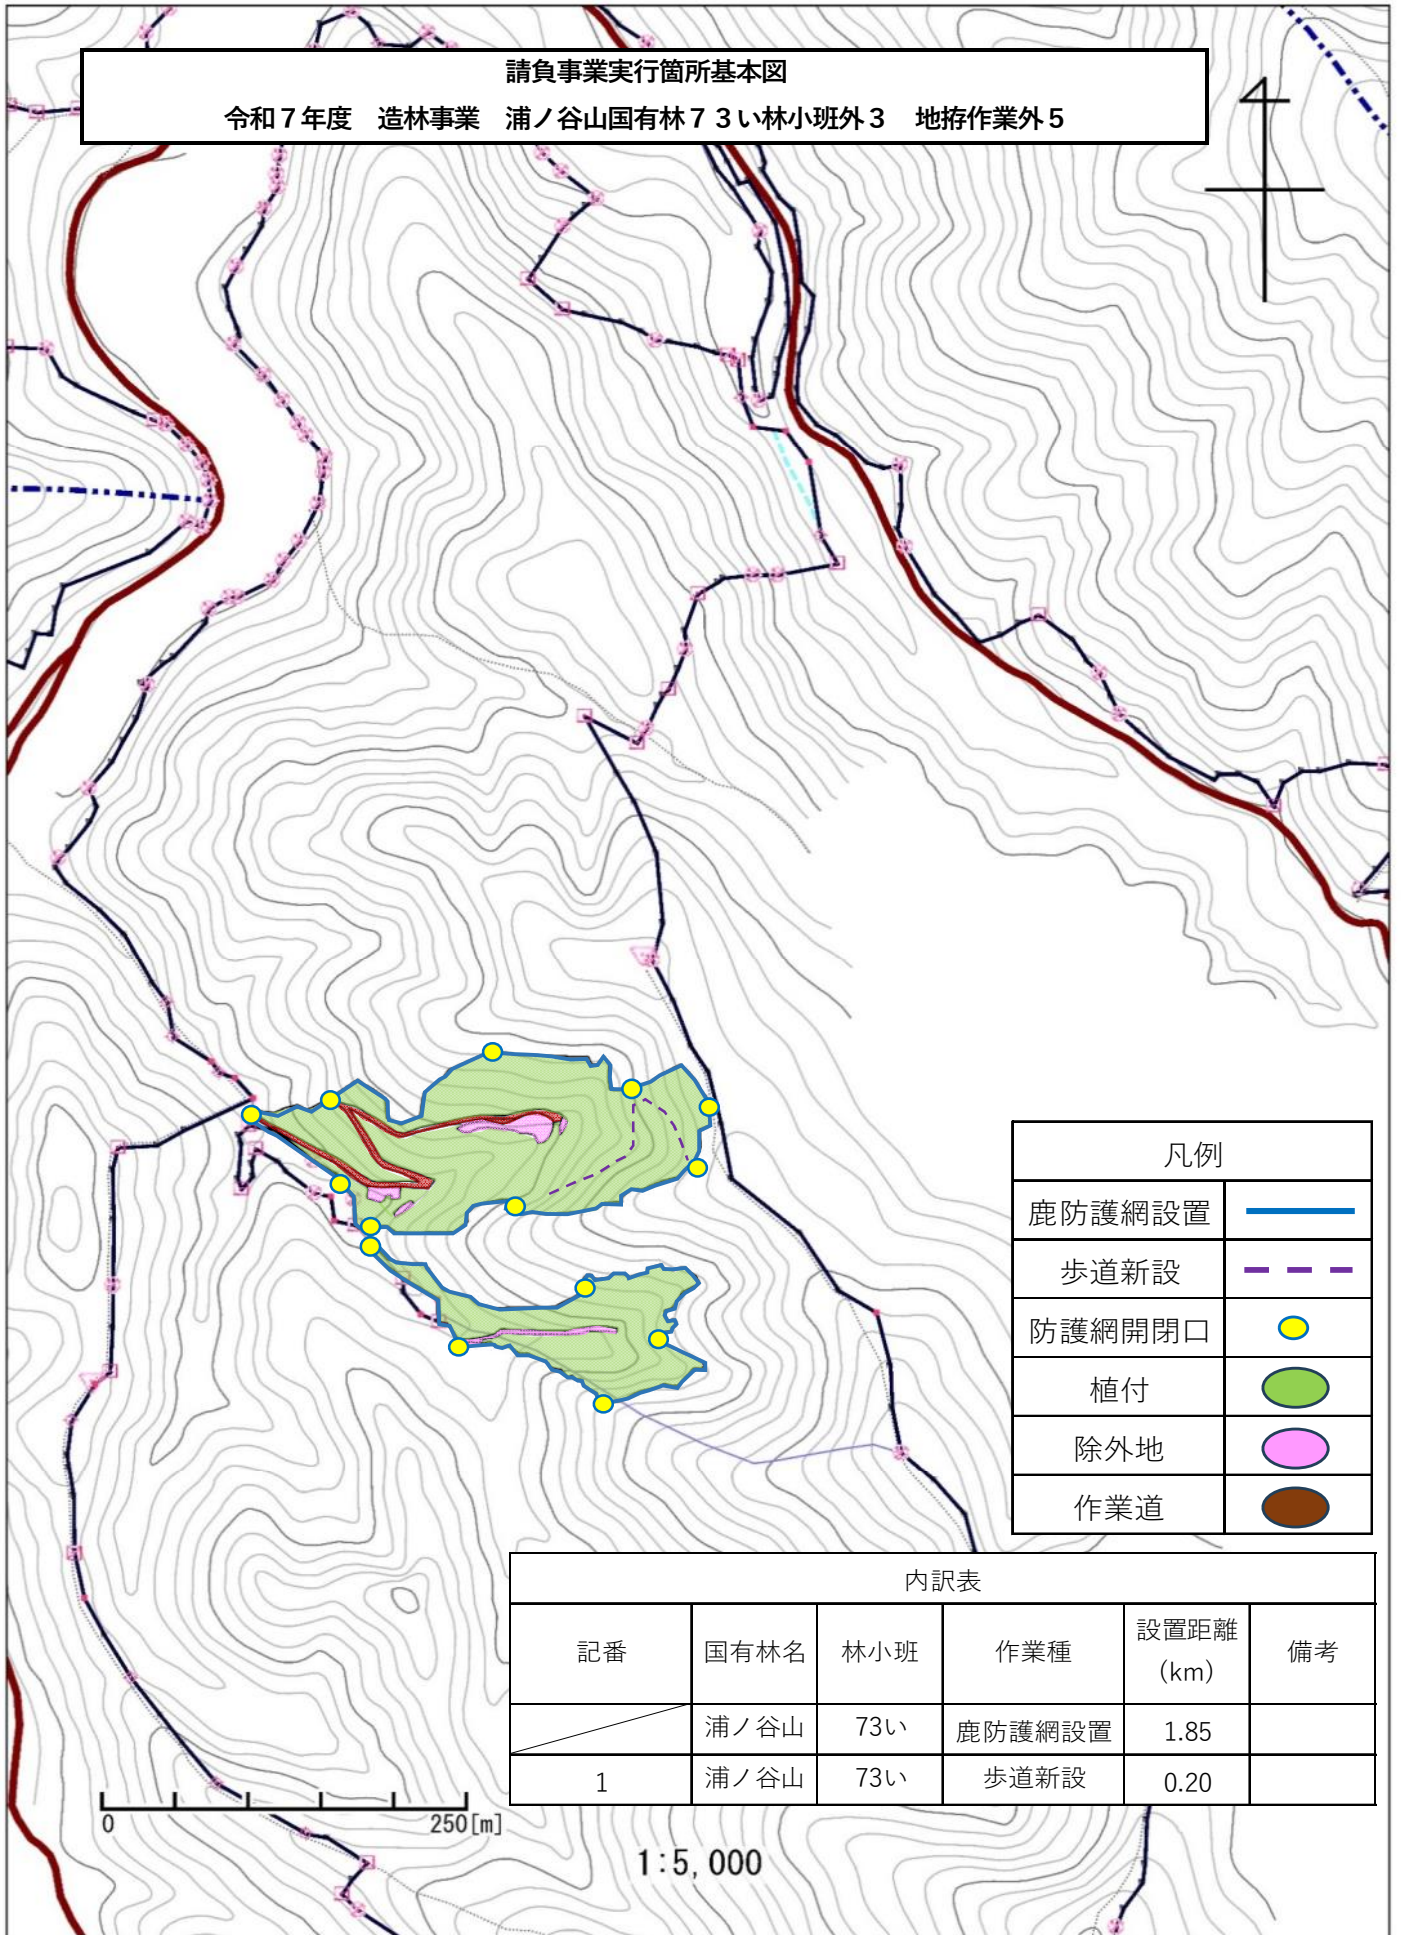 請負事業実行箇所基本図
令和7年度　造林事業　浦ノ谷山国有林７３い林小班外３　地拵作業外５
凡例
鹿防護網設置
歩道新設
防護網開閉口
植付
除外地
作業道
内訳表
記番 国有林名 林小班 作業種 設置距離(km) 備考
浦ノ谷山 73い 鹿防護網設置 1.85
1 浦ノ谷山 73い 歩道新設 0.20
0 250[m]
1:5,000